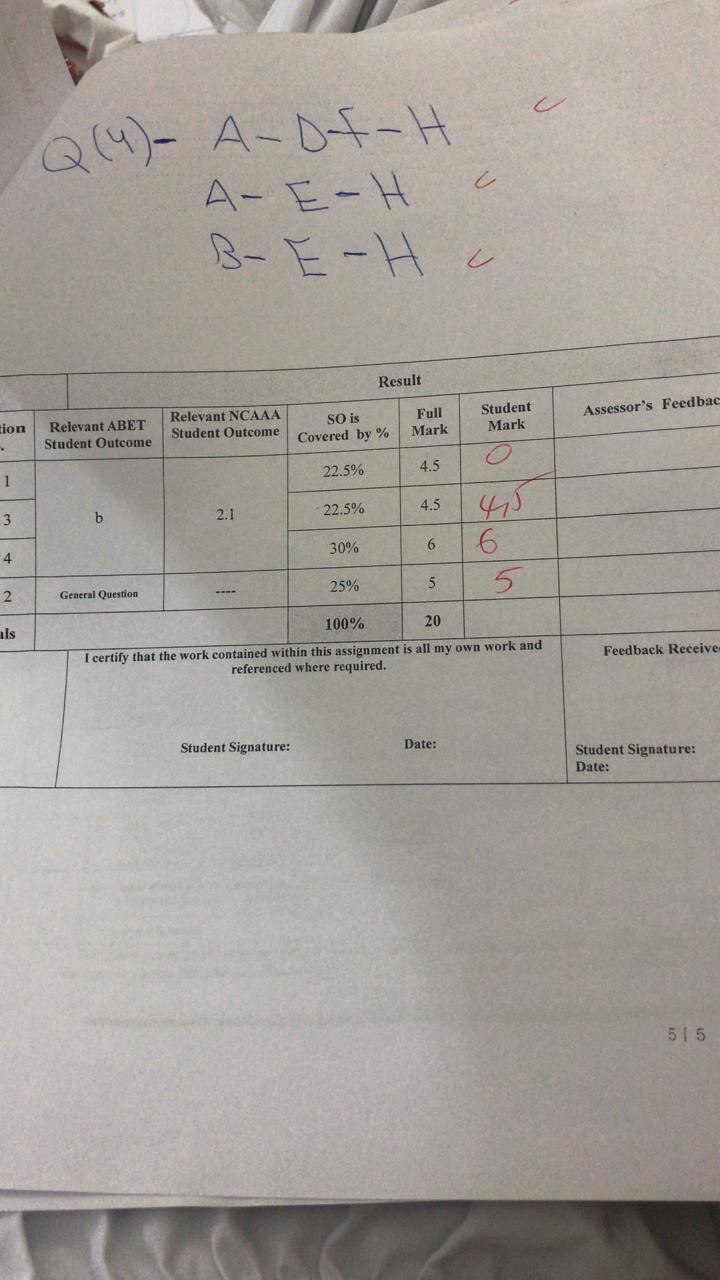 Q(4)- A-D-F-H
A-E-H
B-E-H
Result
tion Relevant ABET Student Outcome Relevant NCAAA Student Outcome SO is Covered by % Full Mark Student Mark Assessor's Feedbac
1 22.5% 4.5 0
3 b 2.1 22.5% 4.5 4,5
4 30% 6 6
2 General Question ---- 25% 5 5
als 100% 20
I certify that the work contained within this assignment is all my own work and
referenced where required.
Feedback Receive
Student Signature: Date:
Student Signature:
Date:
5 | 5